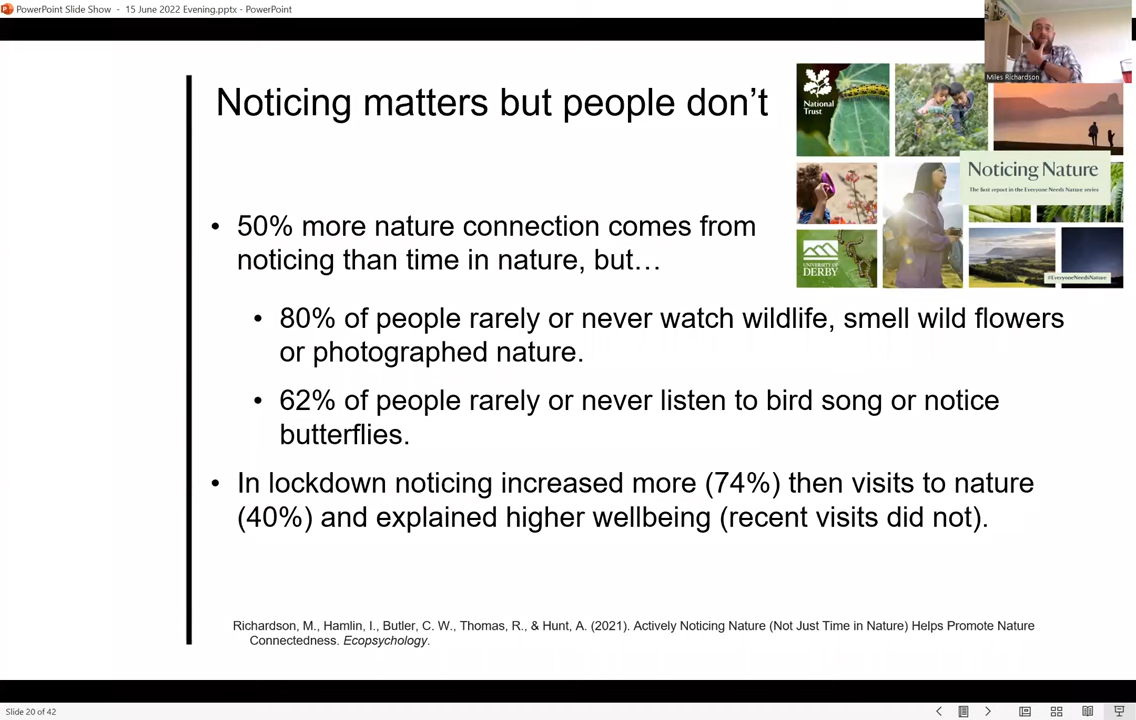 PowerPoint Slide Show - 15 June 2022 Evening.pptx - PowerPoint
Miles Richardson
Noticing matters but people don't
National
Trust
Noticing Nature
The first report in the Everyone Needs Nature series
UNIVERSITY OF
DERBY
#EveryoneNeedsNature
• 50% more nature connection comes from
noticing than time in nature, but…
• 80% of people rarely or never watch wildlife, smell wild flowers
or photographed nature.
• 62% of people rarely or never listen to bird song or notice
butterflies.
• In lockdown noticing increased more (74%) then visits to nature
(40%) and explained higher wellbeing (recent visits did not).
Richardson, M., Hamlin, I., Butler, C. W., Thomas, R., & Hunt, A. (2021). Actively Noticing Nature (Not Just Time in Nature) Helps Promote Nature
Connectedness. Ecopsychology.
Slide 20 of 42